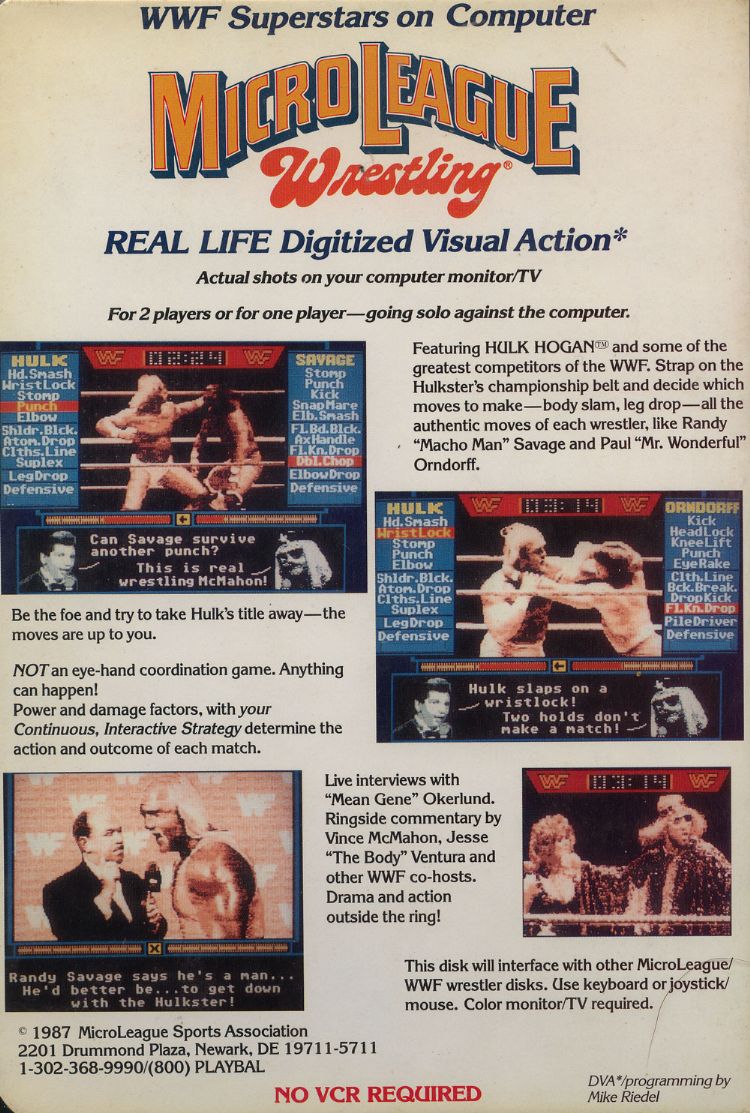 WWF Superstars on Computer
MICROLEAGUE
Wrestling®
REAL LIFE Digitized Visual Action*
Actual shots on your computer monitor/TV
For 2 players or for one player—going solo against the computer.
HULK
Hd.Smash
WristLock
Stomp
Punch
Elbow
Shldr.Blck.
Atom.Drop
Clths.Line
Suplex
LegDrop
Defensive
WF 02:24 WF
SAVAGE
Stomp
Punch
Kick
SnapMare
Elb.Smash
Fl.Bd.Blck.
AxHandle
Fl.Kn.Drop
Dbl.Chop
ElbowDrop
Defensive
Can Savage survive
another punch?
This is real
wrestling McMahon!
Featuring HULK HOGAN™ and some of the
greatest competitors of the WWF. Strap on the
Hulkster's championship belt and decide which
moves to make—body slam, leg drop—all the
authentic moves of each wrestler, like Randy
"Macho Man" Savage and Paul "Mr. Wonderful"
Orndorff.
HULK
Hd.Smash
WristLock
Stomp
Punch
Elbow
Shldr.Blck.
Atom.Drop
Clths.Line
Suplex
LegDrop
Defensive
WF 03:14 WF
ORNDORFF
Kick
HeadLock
KneeLift
Punch
EyeRake
Clth.Line
Bck.Break.
DropKick
Fl.Kn.Drop
PileDriver
Defensive
Hulk slaps on a
wristlock!
Two holds don't
make a match!
Be the foe and try to take Hulk's title away—the
moves are up to you.
NOT an eye-hand coordination game. Anything
can happen!
Power and damage factors, with your
Continuous, Interactive Strategy determine the
action and outcome of each match.
WF
Randy Savage says he's a man...
He'd better be...to get down
with the Hulkster!
Live interviews with
"Mean Gene" Okerlund.
Ringside commentary by
Vince McMahon, Jesse
"The Body" Ventura and
other WWF co-hosts.
Drama and action
outside the ring!
WF 03:14 WF
This disk will interface with other MicroLeague/
WWF wrestler disks. Use keyboard or joystick/
mouse. Color monitor/TV required.
© 1987 MicroLeague Sports Association
2201 Drummond Plaza, Newark, DE 19711-5711
1-302-368-9990/(800) PLAYBAL
NO VCR REQUIRED
DVA*/programming by
Mike Riedel